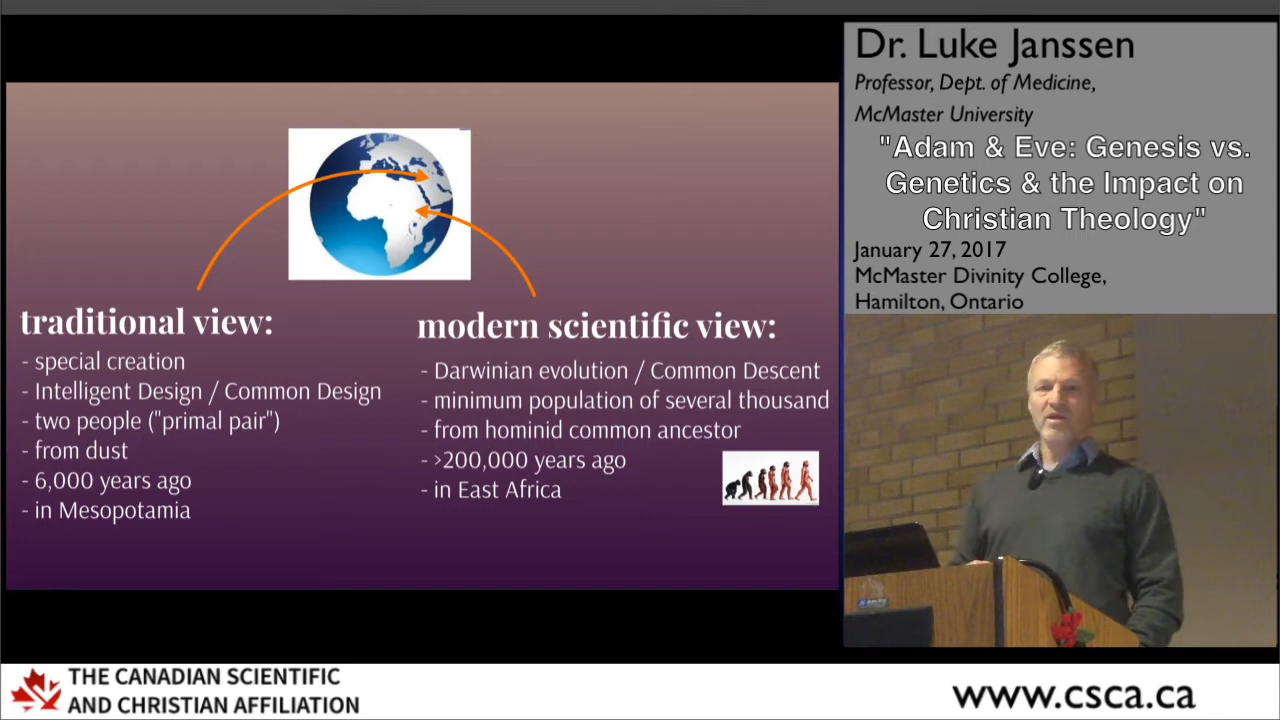 Dr. Luke Janssen
Professor, Dept. of Medicine,
McMaster University
"Adam & Eve: Genesis vs.
Genetics & the Impact on
Christian Theology"
January 27, 2017
McMaster Divinity College,
Hamilton, Ontario
traditional view:
- special creation
- Intelligent Design / Common Design
- two people ("primal pair")
- from dust
- 6,000 years ago
- in Mesopotamia
modern scientific view:
- Darwinian evolution / Common Descent
- minimum population of several thousand
- from hominid common ancestor
- >200,000 years ago
- in East Africa
THE CANADIAN SCIENTIFIC
AND CHRISTIAN AFFILIATION
www.csca.ca